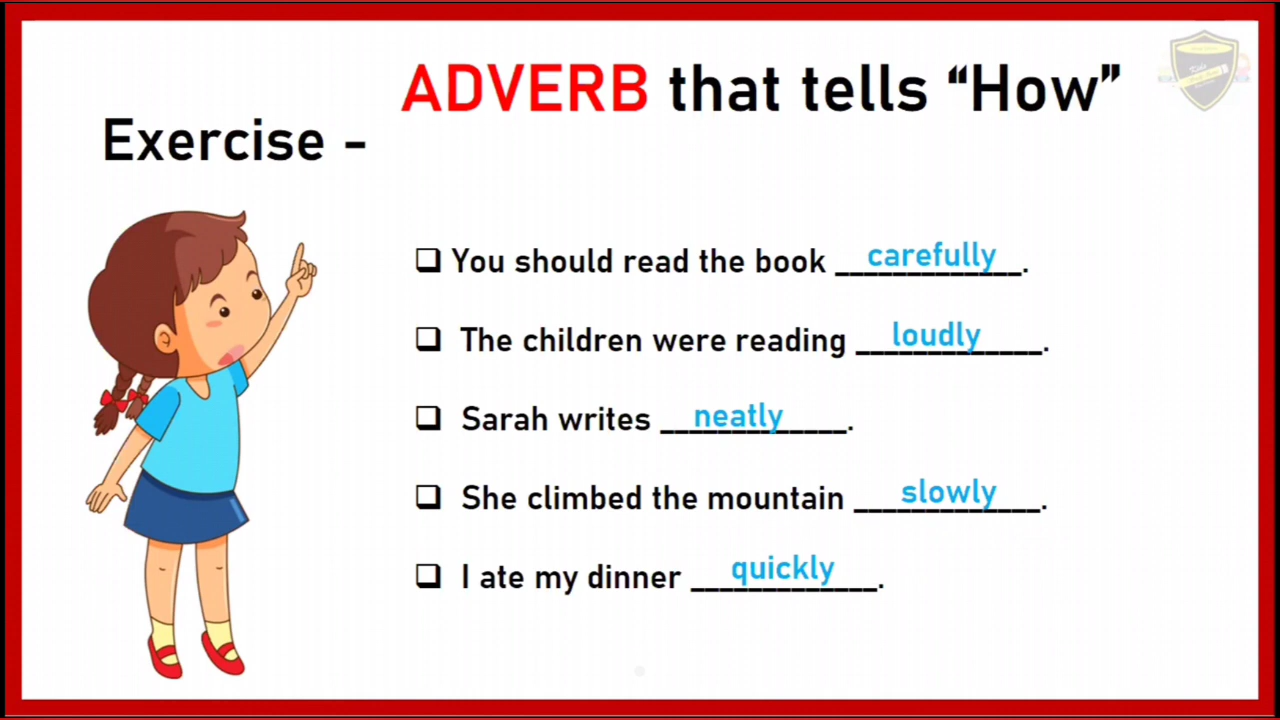 ADVERB that tells “How”
Exercise -
❑ You should read the book carefully.
❑ The children were reading loudly.
❑ Sarah writes neatly.
❑ She climbed the mountain slowly.
❑ I ate my dinner quickly.